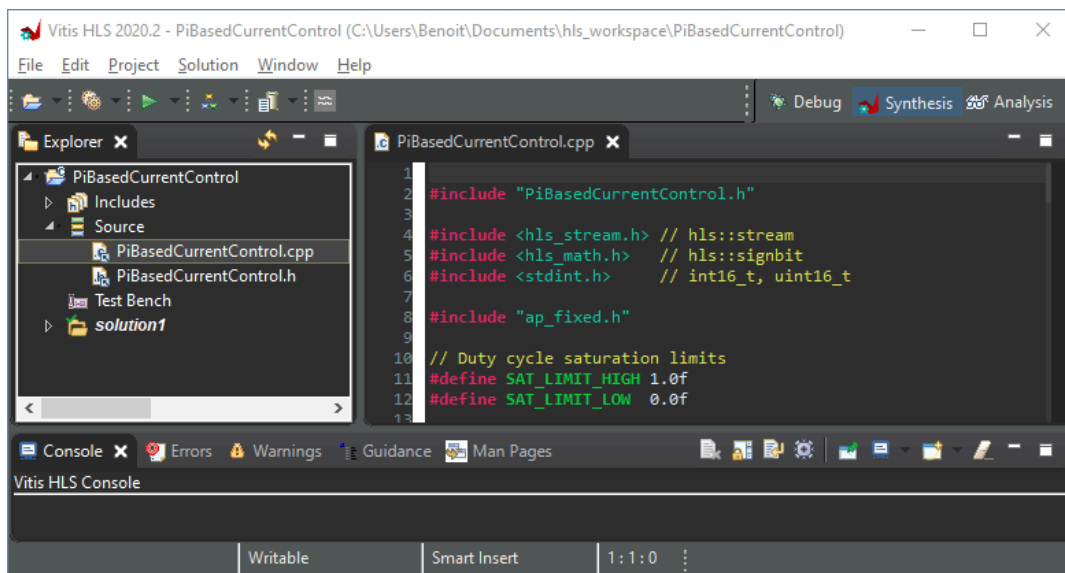 Vitis HLS 2020.2 - PiBasedCurrentControl (C:\Users\Benoit\Documents\hls_workspace\PiBasedCurrentControl)
File Edit Project Solution Window Help
Debug Synthesis Analysis
Explorer
PiBasedCurrentControl
Includes
Source
PiBasedCurrentControl.cpp
PiBasedCurrentControl.h
Test Bench
solution1
PiBasedCurrentControl.cpp
1
2 #include "PiBasedCurrentControl.h"
3
4 #include <hls_stream.h> // hls::stream
5 #include <hls_math.h>   // hls::signbit
6 #include <stdint.h>     // int16_t, uint16_t
7
8 #include "ap_fixed.h"
9
10 // Duty cycle saturation limits
11 #define SAT_LIMIT_HIGH 1.0f
12 #define SAT_LIMIT_LOW  0.0f
13
Console Errors Warnings Guidance Man Pages
Vitis HLS Console
Writable Smart Insert 1:1:0